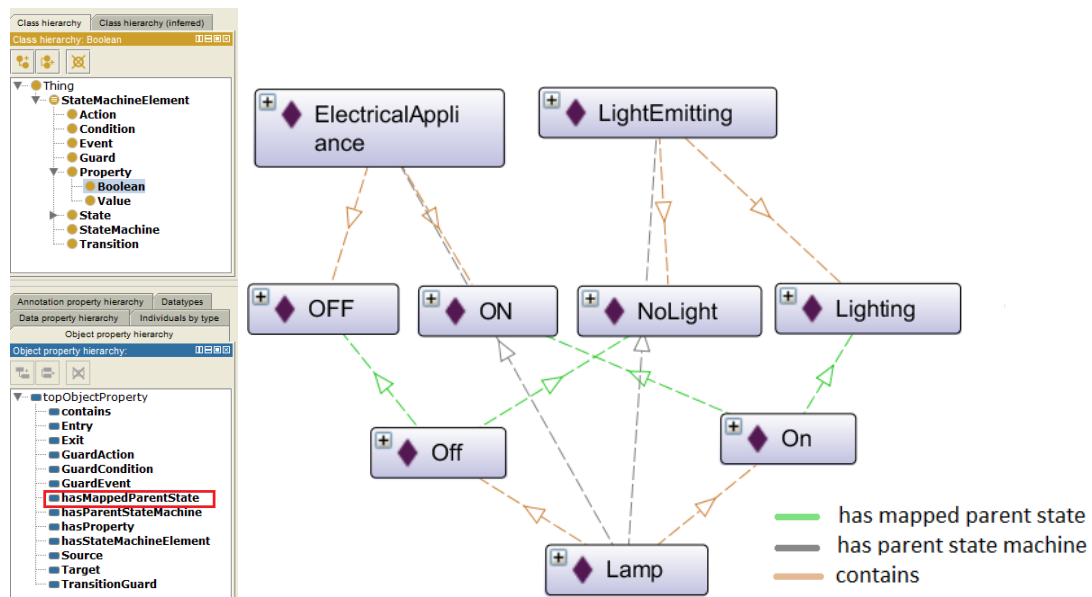 Class hierarchy
Class hierarchy (inferred)
Class hierarchy: Boolean
Thing
StateMachineElement
Action
Condition
Event
Guard
Property
Boolean
Value
State
StateMachine
Transition
Annotation property hierarchy
Datatypes
Data property hierarchy
Individuals by type
Object property hierarchy
Object property hierarchy:
topObjectProperty
contains
Entry
Exit
GuardAction
GuardCondition
GuardEvent
hasMappedParentState
hasParentStateMachine
hasProperty
hasStateMachineElement
Source
Target
TransitionGuard
ElectricalAppli
ance
LightEmitting
OFF
ON
NoLight
Lighting
Off
On
Lamp
has mapped parent state
has parent state machine
contains